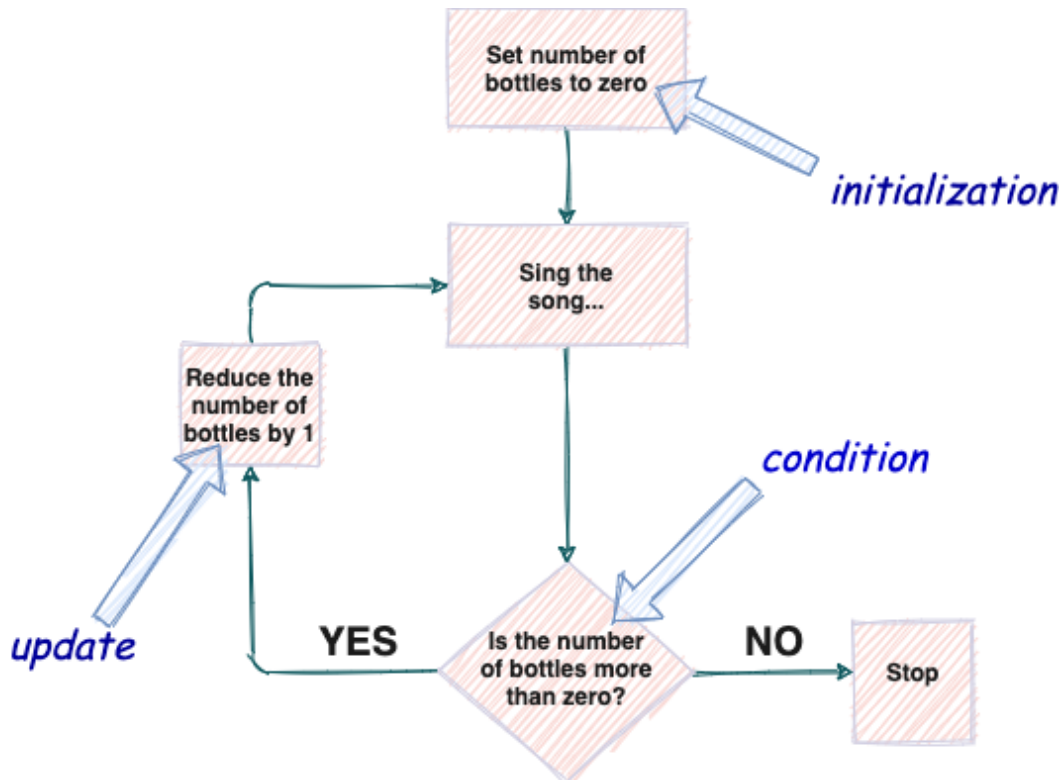 Set number of
bottles to zero
initialization
Sing the
song...
Reduce the
number of
bottles by 1
condition
update
YES
Is the number
of bottles more
than zero?
NO
Stop